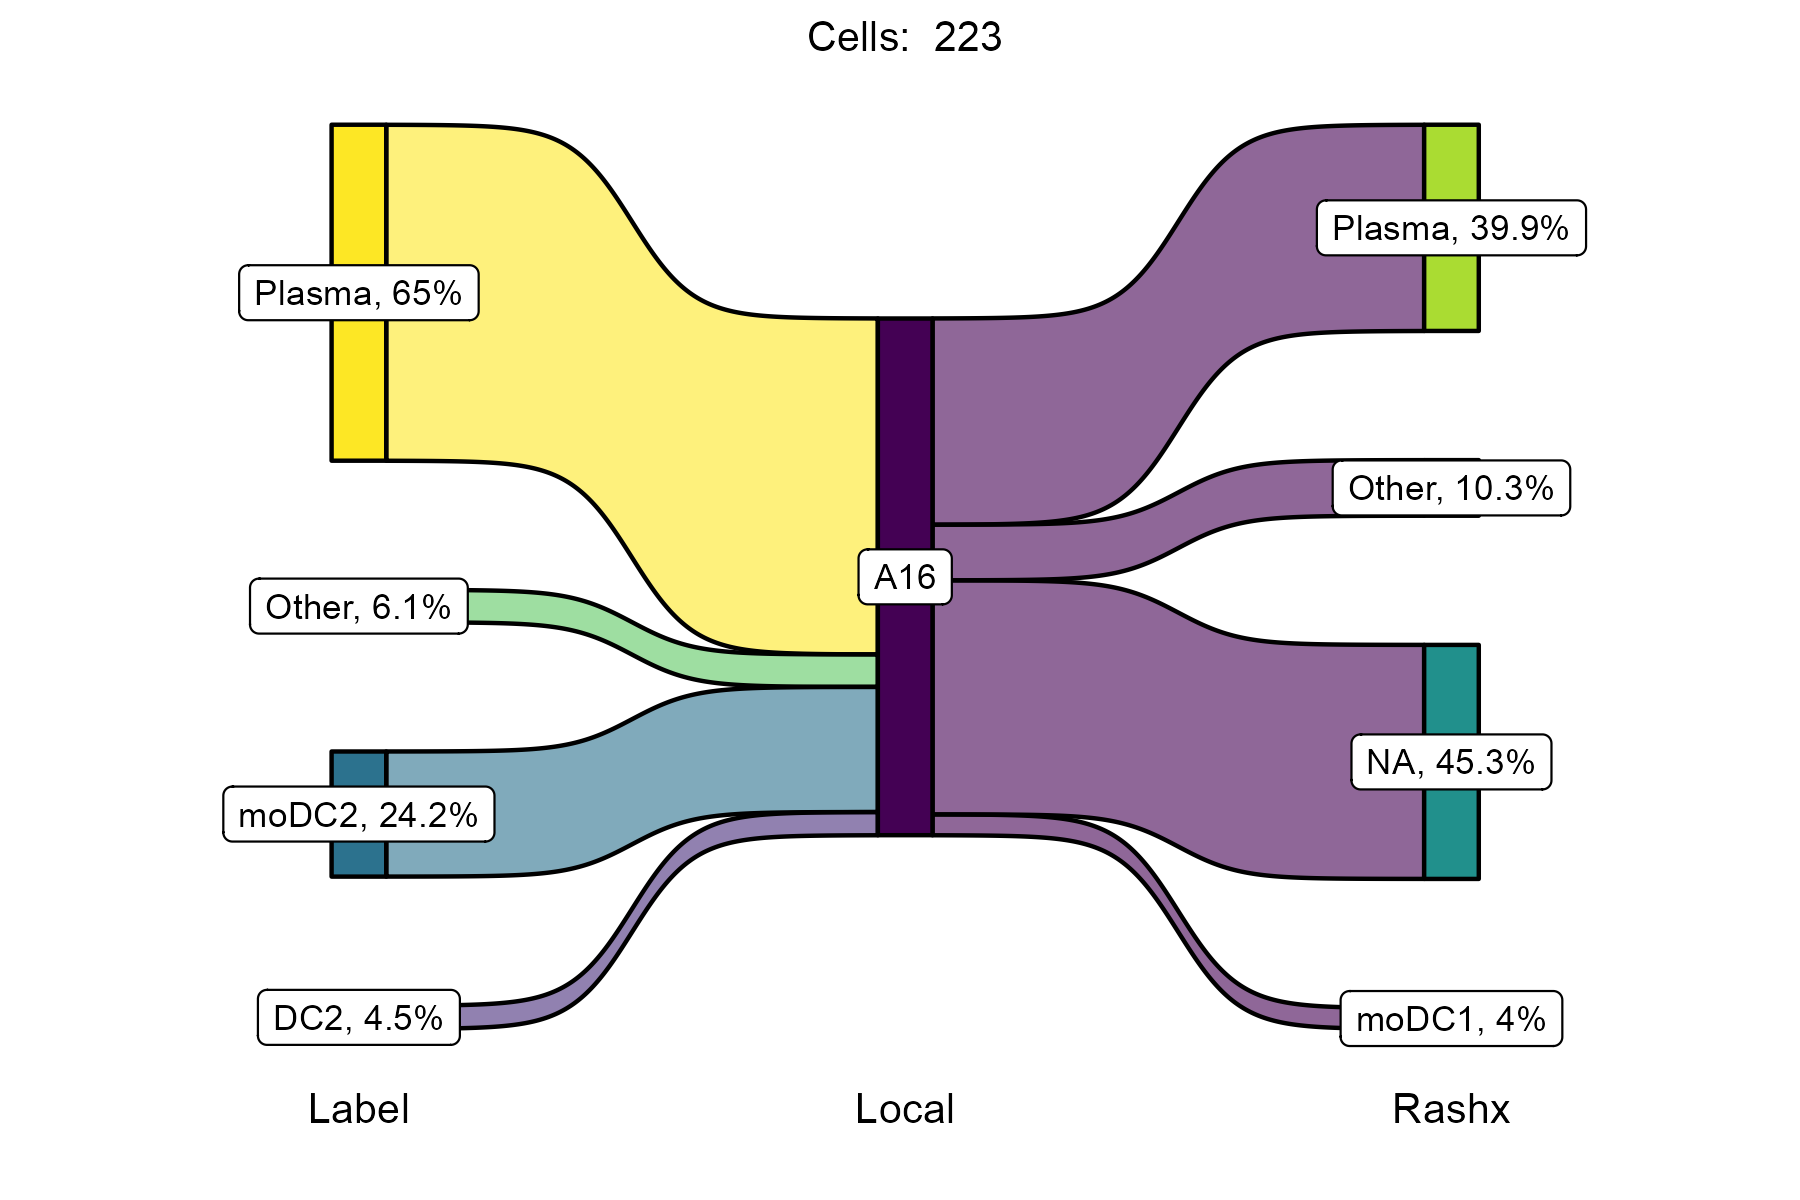 Cells:  223
Plasma, 65%
Other, 6.1%
moDC2, 24.2%
DC2, 4.5%
A16
Plasma, 39.9%
Other, 10.3%
NA, 45.3%
moDC1, 4%
Label
Local
Rashx